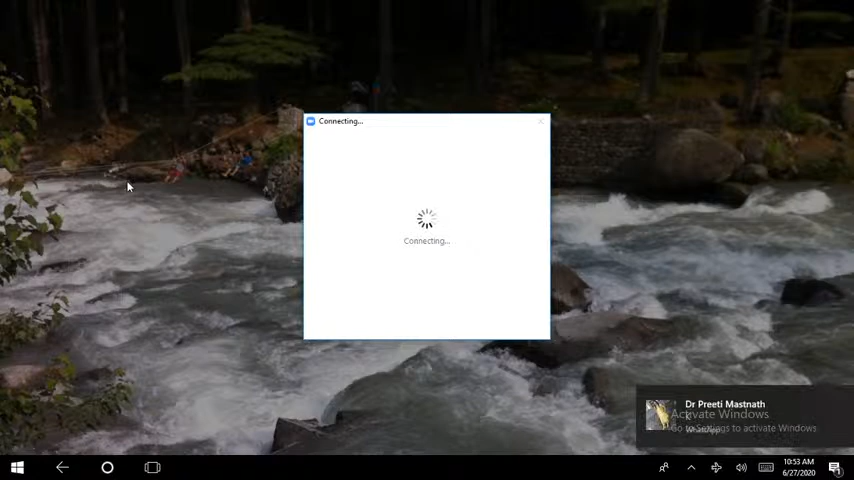 Connecting...
Connecting...
Dr Preeti Mastnath
Activate Windows
Go to Settings to activate Windows.
WhatsApp
10:53 AM
6/27/2020